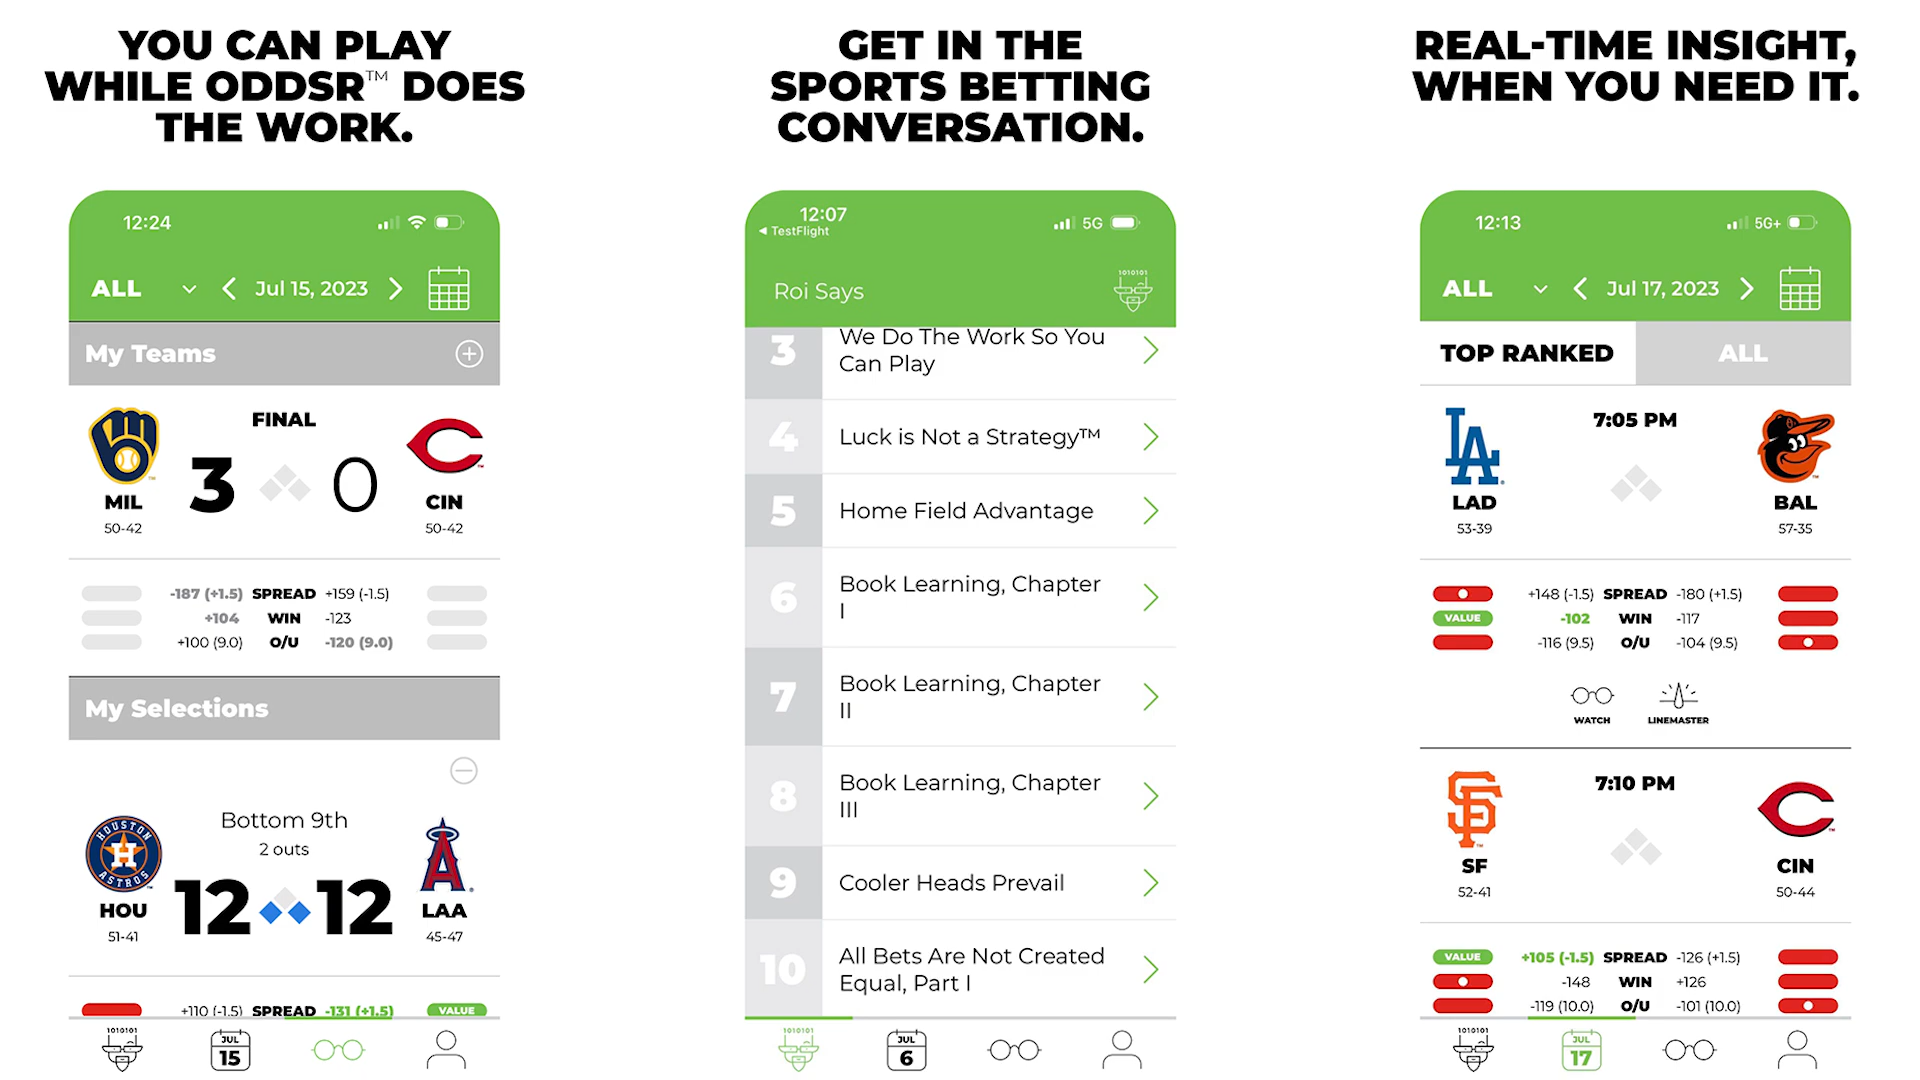 YOU CAN PLAY
WHILE ODDSR™ DOES
THE WORK.
12:24
ALL
Jul 15, 2023
My Teams
FINAL
3 0
MIL CIN
50-42 50-42
-187 (+1.5) SPREAD +159 (-1.5)
+104 WIN -123
+100 (9.0) O/U -120 (9.0)
My Selections
Bottom 9th
2 outs
HOUSTON
H
ASTROS
12 12
HOU LAA
51-41 45-47
+110 (-1.5) SPREAD -131 (+1.5) VALUE
1010101
JUL
15
GET IN THE
SPORTS BETTING
CONVERSATION.
12:07
5G
TestFlight
Roi Says
1010101
3 We Do The Work So You
Can Play
4 Luck is Not a Strategy™
5 Home Field Advantage
6 Book Learning, Chapter
I
7 Book Learning, Chapter
II
8 Book Learning, Chapter
III
9 Cooler Heads Prevail
10 All Bets Are Not Created
Equal, Part I
1010101
JUL
6
REAL-TIME INSIGHT,
WHEN YOU NEED IT.
12:13
5G+
ALL
Jul 17, 2023
TOP RANKED ALL
7:05 PM
LA
LAD BAL
53-39 57-35
+148 (-1.5) SPREAD -180 (+1.5)
VALUE -102 WIN -117
-116 (9.5) O/U -104 (9.5)
WATCH LINEMASTER
7:10 PM
SF
SF CIN
52-41 50-44
VALUE +105 (-1.5) SPREAD -126 (+1.5)
-148 WIN +126
-119 (10.0) O/U -101 (10.0)
1010101
JUL
17